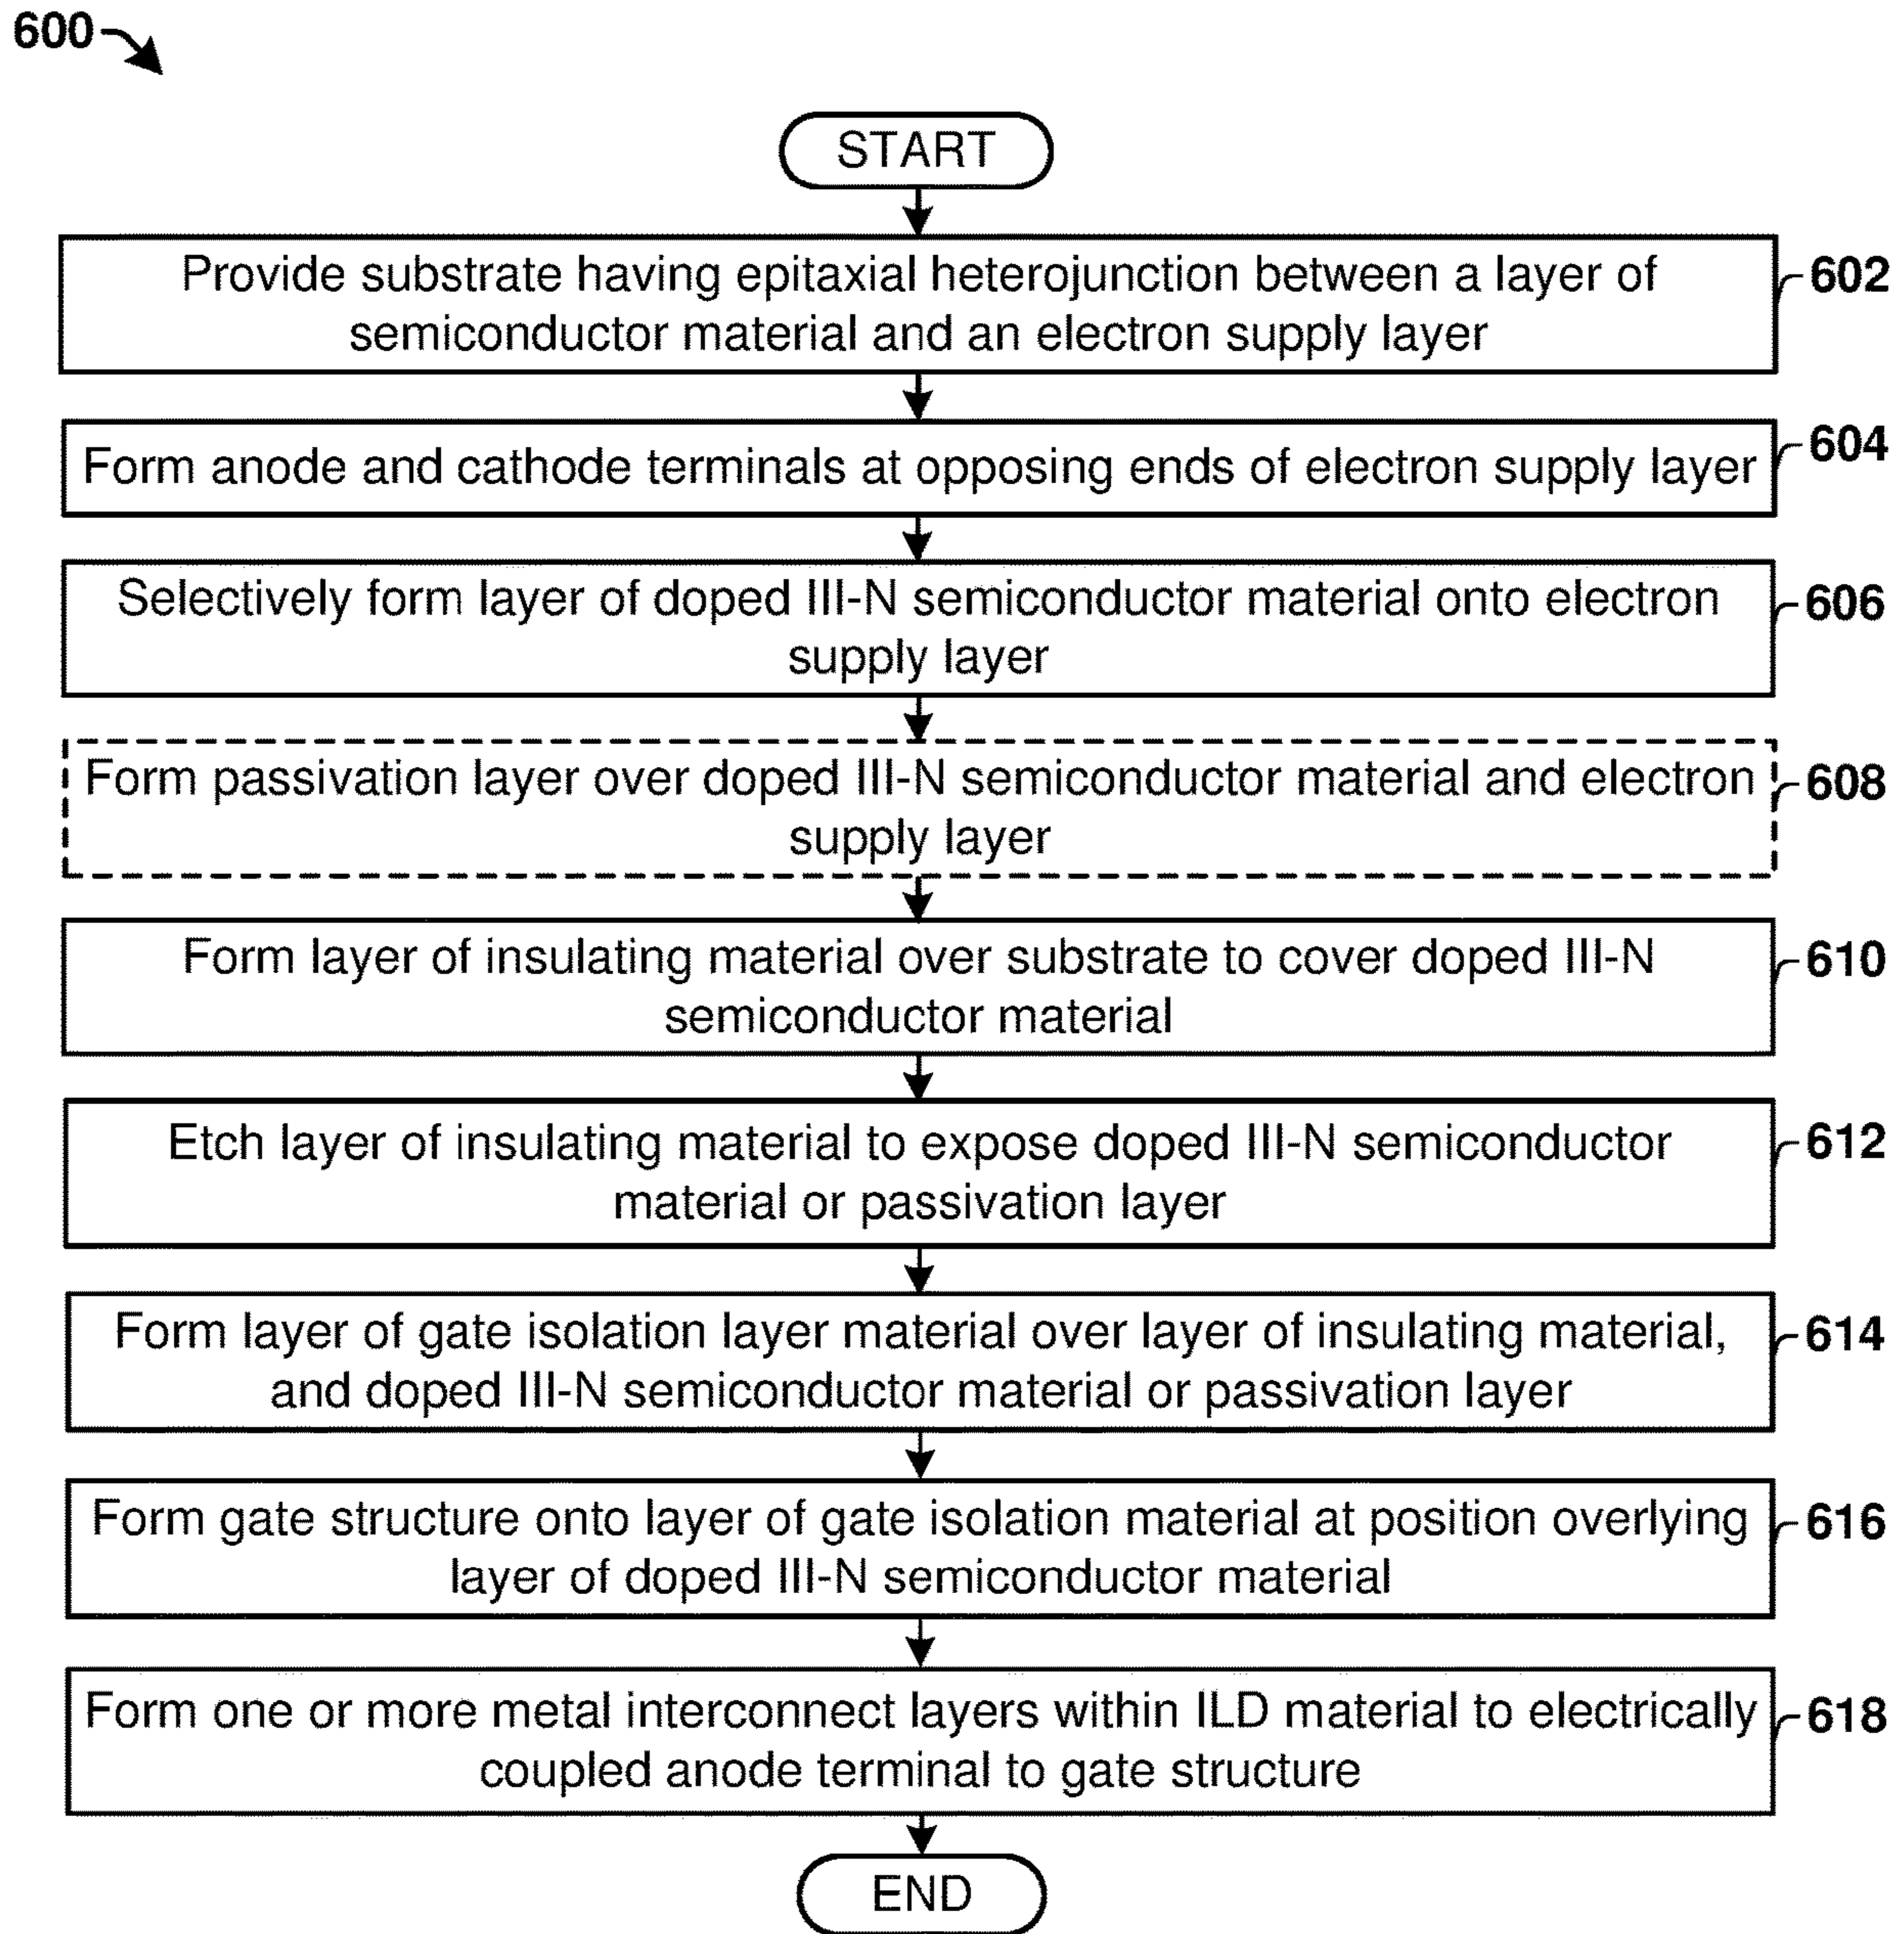 600
START
Provide substrate having epitaxial heterojunction between a layer of
semiconductor material and an electron supply layer
602
Form anode and cathode terminals at opposing ends of electron supply layer
604
Selectively form layer of doped III-N semiconductor material onto electron
supply layer
606
Form passivation layer over doped III-N semiconductor material and electron
supply layer
608
Form layer of insulating material over substrate to cover doped III-N
semiconductor material
610
Etch layer of insulating material to expose doped III-N semiconductor
material or passivation layer
612
Form layer of gate isolation layer material over layer of insulating material,
and doped III-N semiconductor material or passivation layer
614
Form gate structure onto layer of gate isolation material at position overlying
layer of doped III-N semiconductor material
616
Form one or more metal interconnect layers within ILD material to electrically
coupled anode terminal to gate structure
618
END